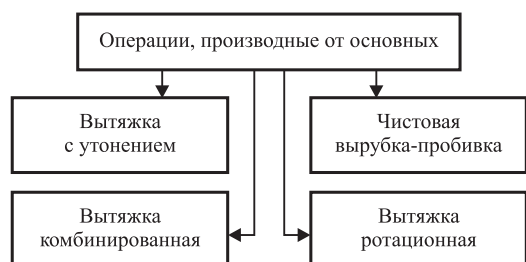 Операции, производные от основных
Вытяжка
с утонением
Чистовая
вырубка-пробивка
Вытяжка
комбинированная
Вытяжка
ротационная